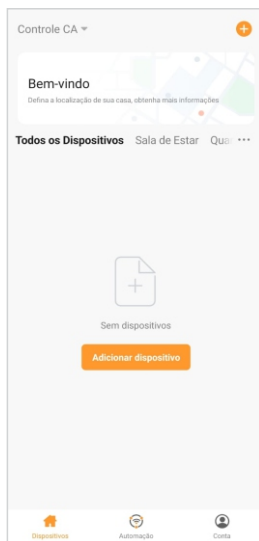 Controle CA
Bem-vindo
Defina a localização de sua casa, obtenha mais informações
Todos os Dispositivos Sala de Estar Qua ...
Sem dispositivos
Adicionar dispositivo
Dispositivos Automação Conta